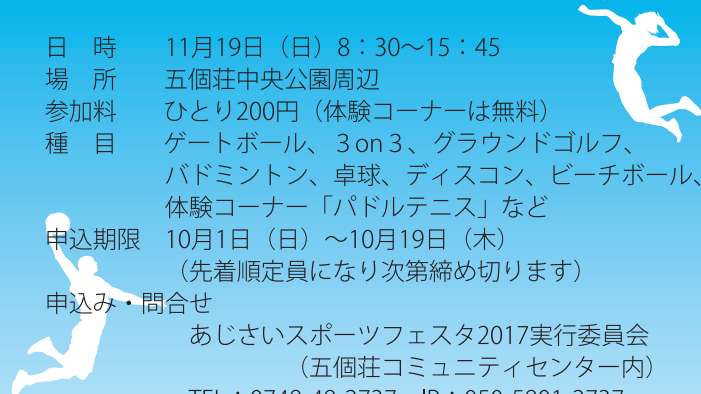 日　時　11月19日（日）8：30〜15：45
場　所　五個荘中央公園周辺
参加料　ひとり200円（体験コーナーは無料）
種　目　ゲートボール、３on３、グラウンドゴルフ、
バドミントン、卓球、ディスコン、ビーチボール、
体験コーナー「パドルテニス」など
申込期限　10月1日（日）〜10月19日（木）
（先着順定員になり次第締め切ります）
申込み・問合せ
あじさいスポーツフェスタ2017実行委員会
（五個荘コミュニティセンター内）
TEL：0748-48-2737　IP：050-5801-2737